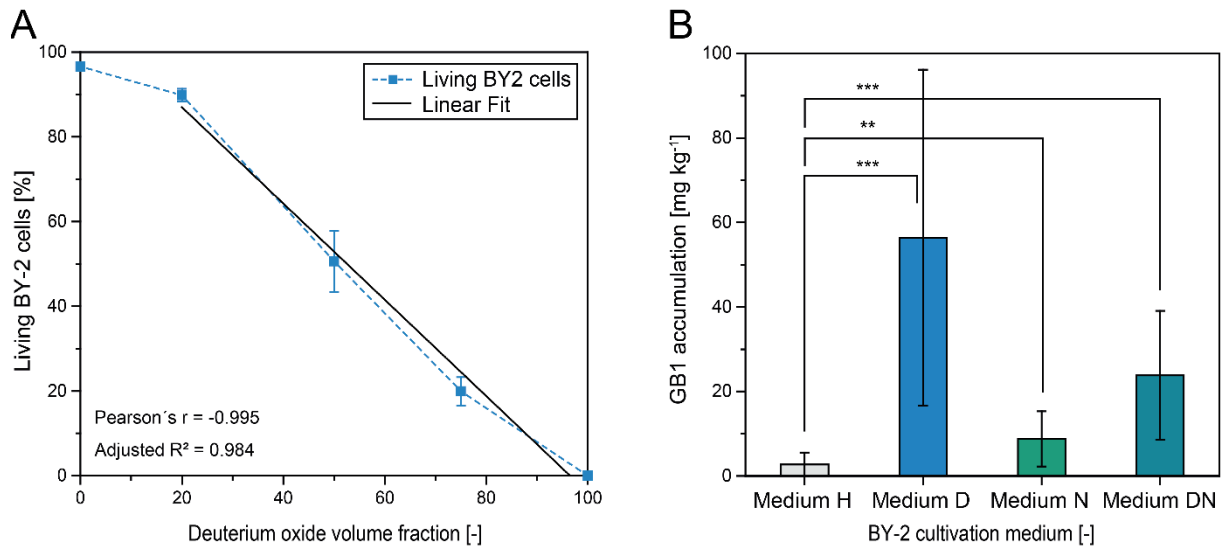 A
100
80
60
40
20
0
Living BY-2 cells [%]
Living BY2 cells
Linear Fit
Pearson´s r = -0.995
Adjusted R² = 0.984
0 20 40 60 80 100
Deuterium oxide volume fraction [-]
B
100
80
60
40
20
0
GB1 accumulation [mg kg⁻¹]
***
**
***
Medium H Medium D Medium N Medium DN
BY-2 cultivation medium [-]